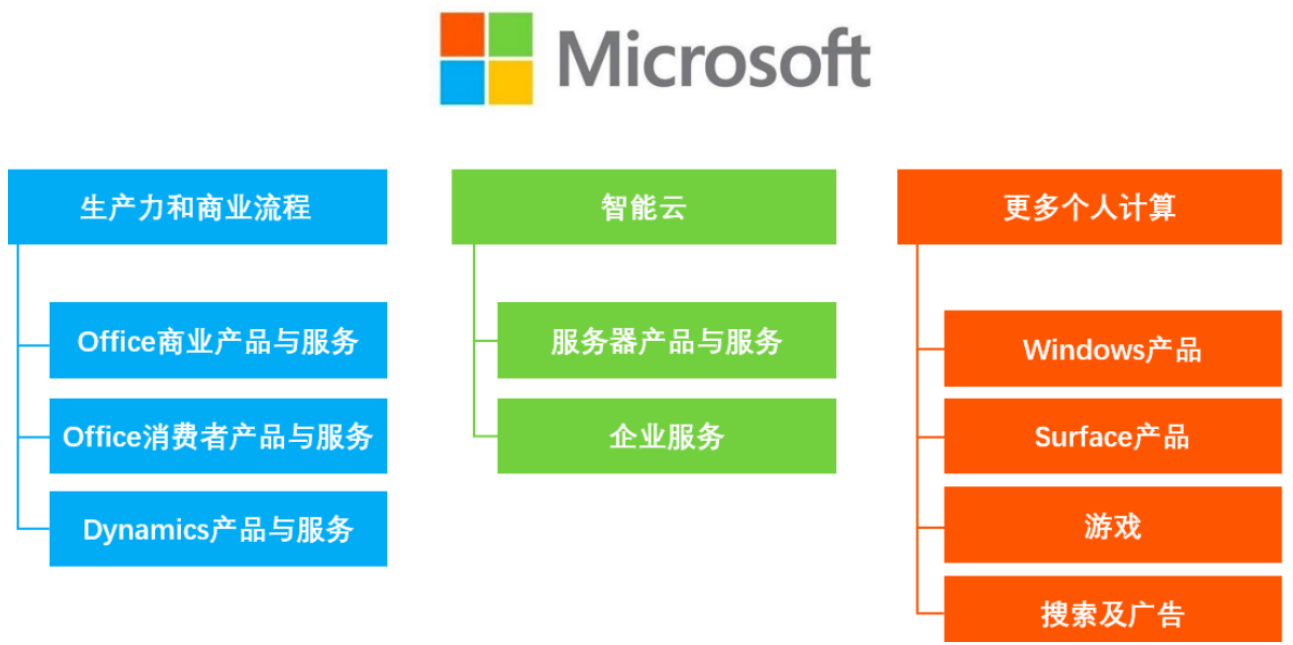 Microsoft
生产力和商业流程
Office商业产品与服务
Office消费者产品与服务
Dynamics产品与服务
智能云
服务器产品与服务
企业服务
更多个人计算
Windows产品
Surface产品
游戏
搜索及广告